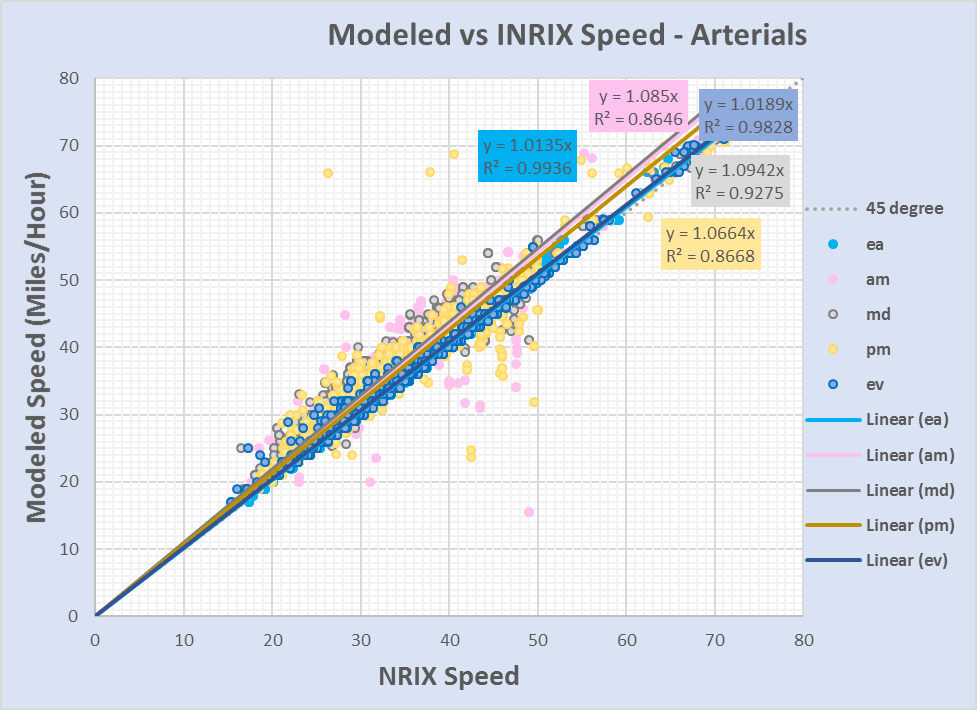 Modeled vs INRIX Speed - Arterials
Modeled Speed (Miles/Hour)
80
70
60
50
40
30
20
10
0
0 10 20 30 40 50 60 70 80
NRIX Speed
y = 1.085x
R² = 0.8646
y = 1.0189x
R² = 0.9828
y = 1.0135x
R² = 0.9936
y = 1.0942x
R² = 0.9275
y = 1.0664x
R² = 0.8668
45 degree
ea
am
md
pm
ev
Linear (ea)
Linear (am)
Linear (md)
Linear (pm)
Linear (ev)